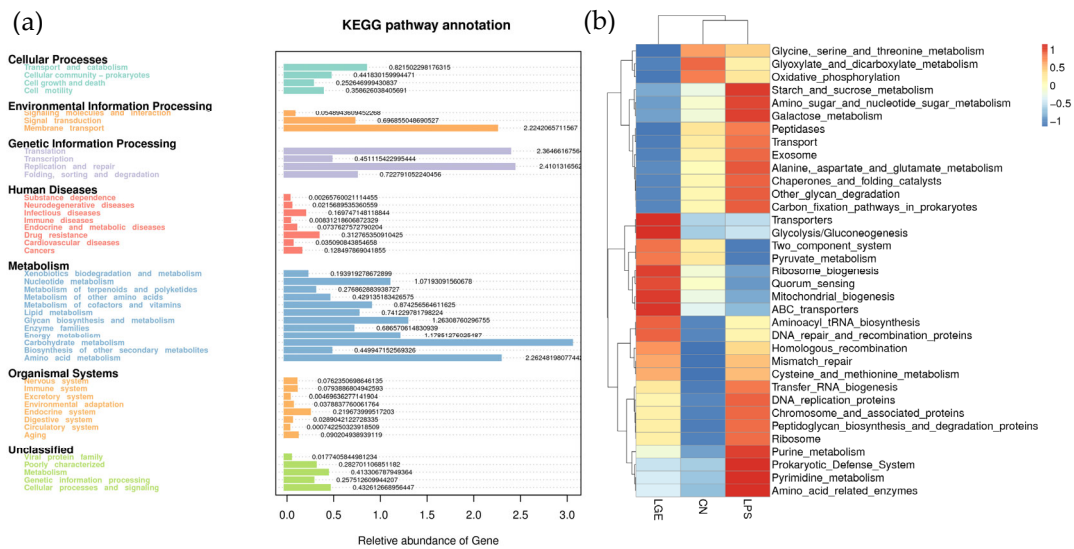 (a)
KEGG pathway annotation
Cellular Processes
Transport and catabolism 0.821502298176315
Cellular community - prokaryotes 0.441830159994471
Cell growth and death 0.252646999430837
Cell motility 0.358626038405691
Environmental Information Processing
Signaling molecules and interaction 0.0548943609452268
Signal transduction 0.696855048690527
Membrane transport 2.2242065711567
Genetic Information Processing
Translation 2.3646616756
Transcription 0.451115422995444
Replication and repair 2.4101316562
Folding, sorting and degradation 0.722791052240456
Human Diseases
Substance dependence 0.00265760021114455
Neurodegenerative diseases 0.0215689535360559
Infectious diseases 0.169747148118844
Immune diseases 0.00831218606672329
Endocrine and metabolic diseases 0.0737627572790204
Drug resistance 0.312765350910425
Cardiovascular diseases 0.035090843854658
Cancers 0.128497869041855
Metabolism
Xenobiotics biodegradation and metabolism 0.193919278672899
Nucleotide metabolism 1.07193091560678
Metabolism of terpenoids and polyketides 0.276862883938727
Metabolism of other amino acids 0.429135183426575
Metabolism of cofactors and vitamins 0.874256564611625
Lipid metabolism 0.741229781798224
Glycan biosynthesis and metabolism 1.26308760296755
Enzyme families 0.686570614830939
Energy metabolism
Carbohydrate metabolism
Biosynthesis of other secondary metabolites 0.449947152569326
Amino acid metabolism 2.2624819807744
Organismal Systems
Nervous system 0.0762350698646135
Immune system 0.0793886804942593
Excretory system 0.00469636277141904
Environmental adaptation 0.0378837760061764
Endocrine system 0.219673999517203
Digestive system 0.0289042122728335
Circulatory system 0.000742250323918509
Aging 0.090204938939119
Unclassified
Viral protein family 0.0177405844981234
Poorly characterized 0.282701106851182
Metabolism 0.413306787949364
Genetic information processing 0.257512609944207
Cellular processes and signaling 0.432612668956447
0.0 0.5 1.0 1.5 2.0 2.5 3.0
Reletive abundance of Gene
(b)
Glycine, serine_and_threonine_metabolism
Glyoxylate_and_dicarboxylate_metabolism
Oxidative_phosphorylation
Starch_and_sucrose_metabolism
Amino_sugar_and_nucleotide_sugar_metabolism
Galactose_metabolism
Peptidases
Transport
Exosome
Alanine,_aspartate_and_glutamate_metabolism
Chaperones_and_folding_catalysts
Other_glycan_degradation
Carbon_fixation_pathways_in_prokaryotes
Transporters
Glycolysis/Gluconeogenesis
Two_component_system
Pyruvate_metabolism
Ribosome_biogenesis
Quorum_sensing
Mitochondrial_biogenesis
ABC_transporters
Aminoacyl_tRNA_biosynthesis
DNA_repair_and_recombination_proteins
Homologous_recombination
Mismatch_repair
Cysteine_and_methionine_metabolism
Transfer_RNA_biogenesis
DNA_replication_proteins
Chromosome_and_associated_proteins
Peptidoglycan_biosynthesis_and_degradation_proteins
Ribosome
Purine_metabolism
Prokaryotic_Defense_System
Pyrimidine_metabolism
Amino_acid_related_enzymes
LGE CN LPS
1
0.5
0
-0.5
-1